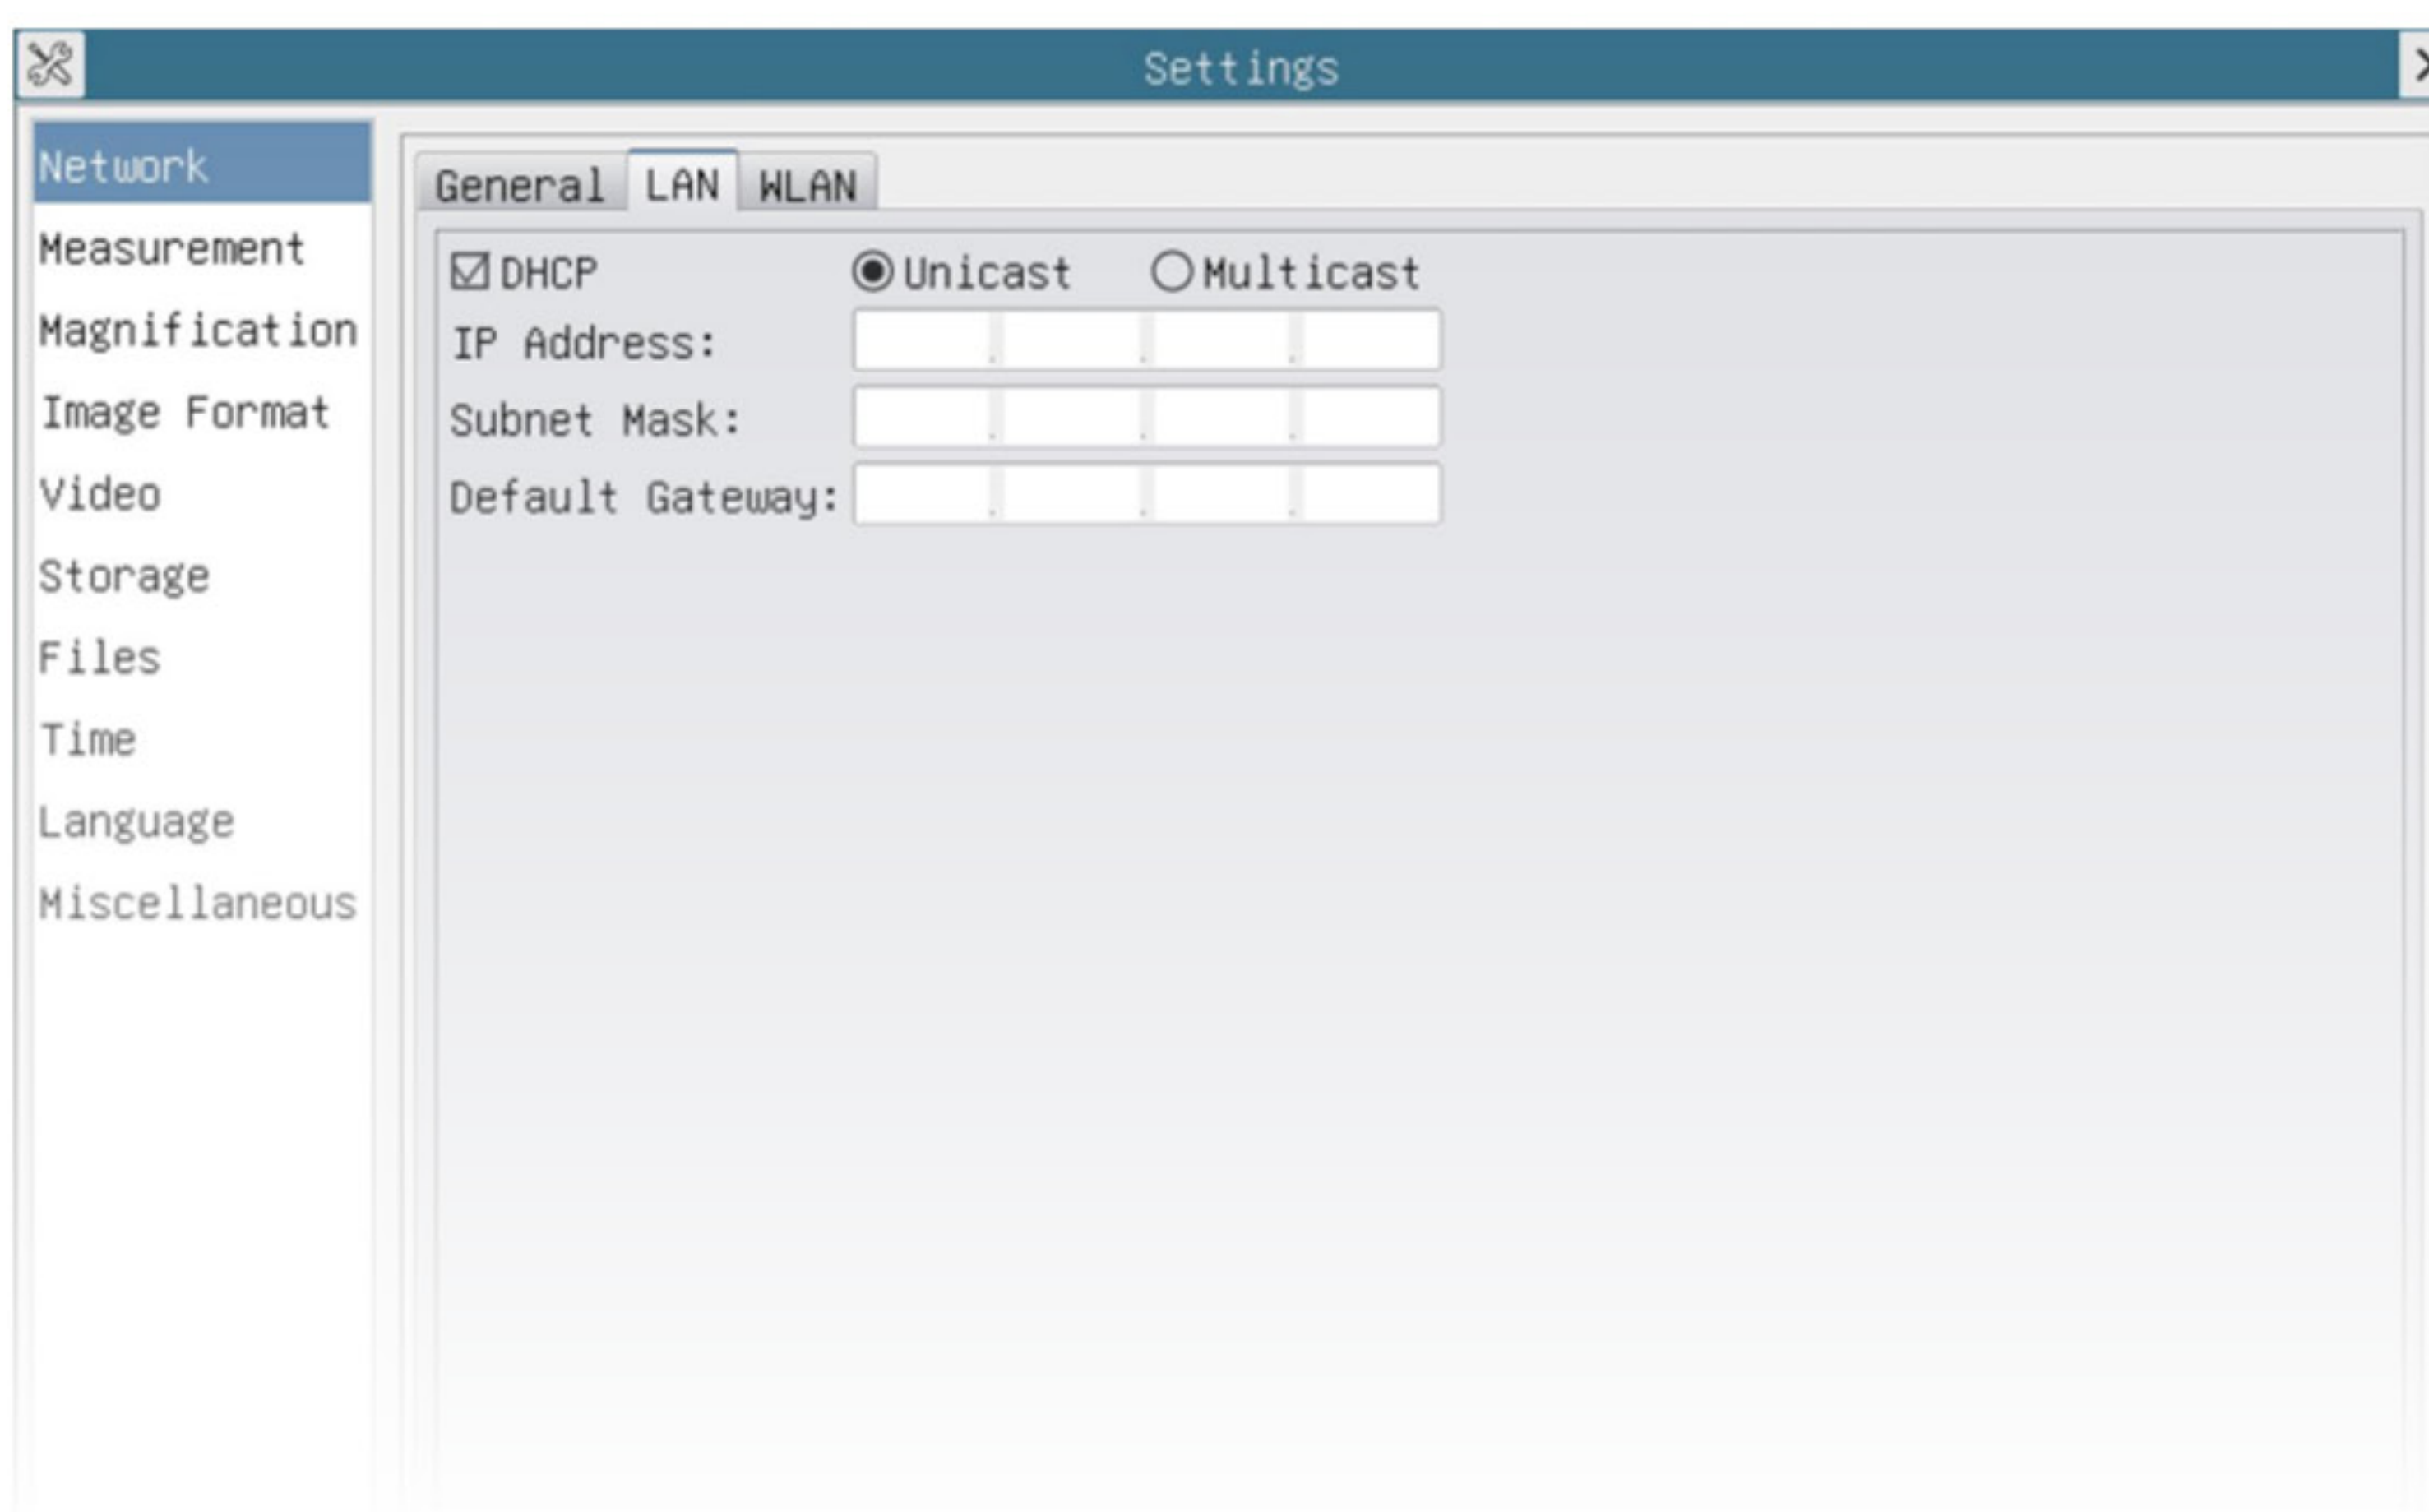 Settings
Network
Measurement
Magnification
Image Format
Video
Storage
Files
Time
Language
Miscellaneous
General LAN WLAN
DHCP Unicast Multicast
IP Address: . . .
Subnet Mask: . . .
Default Gateway: . . .